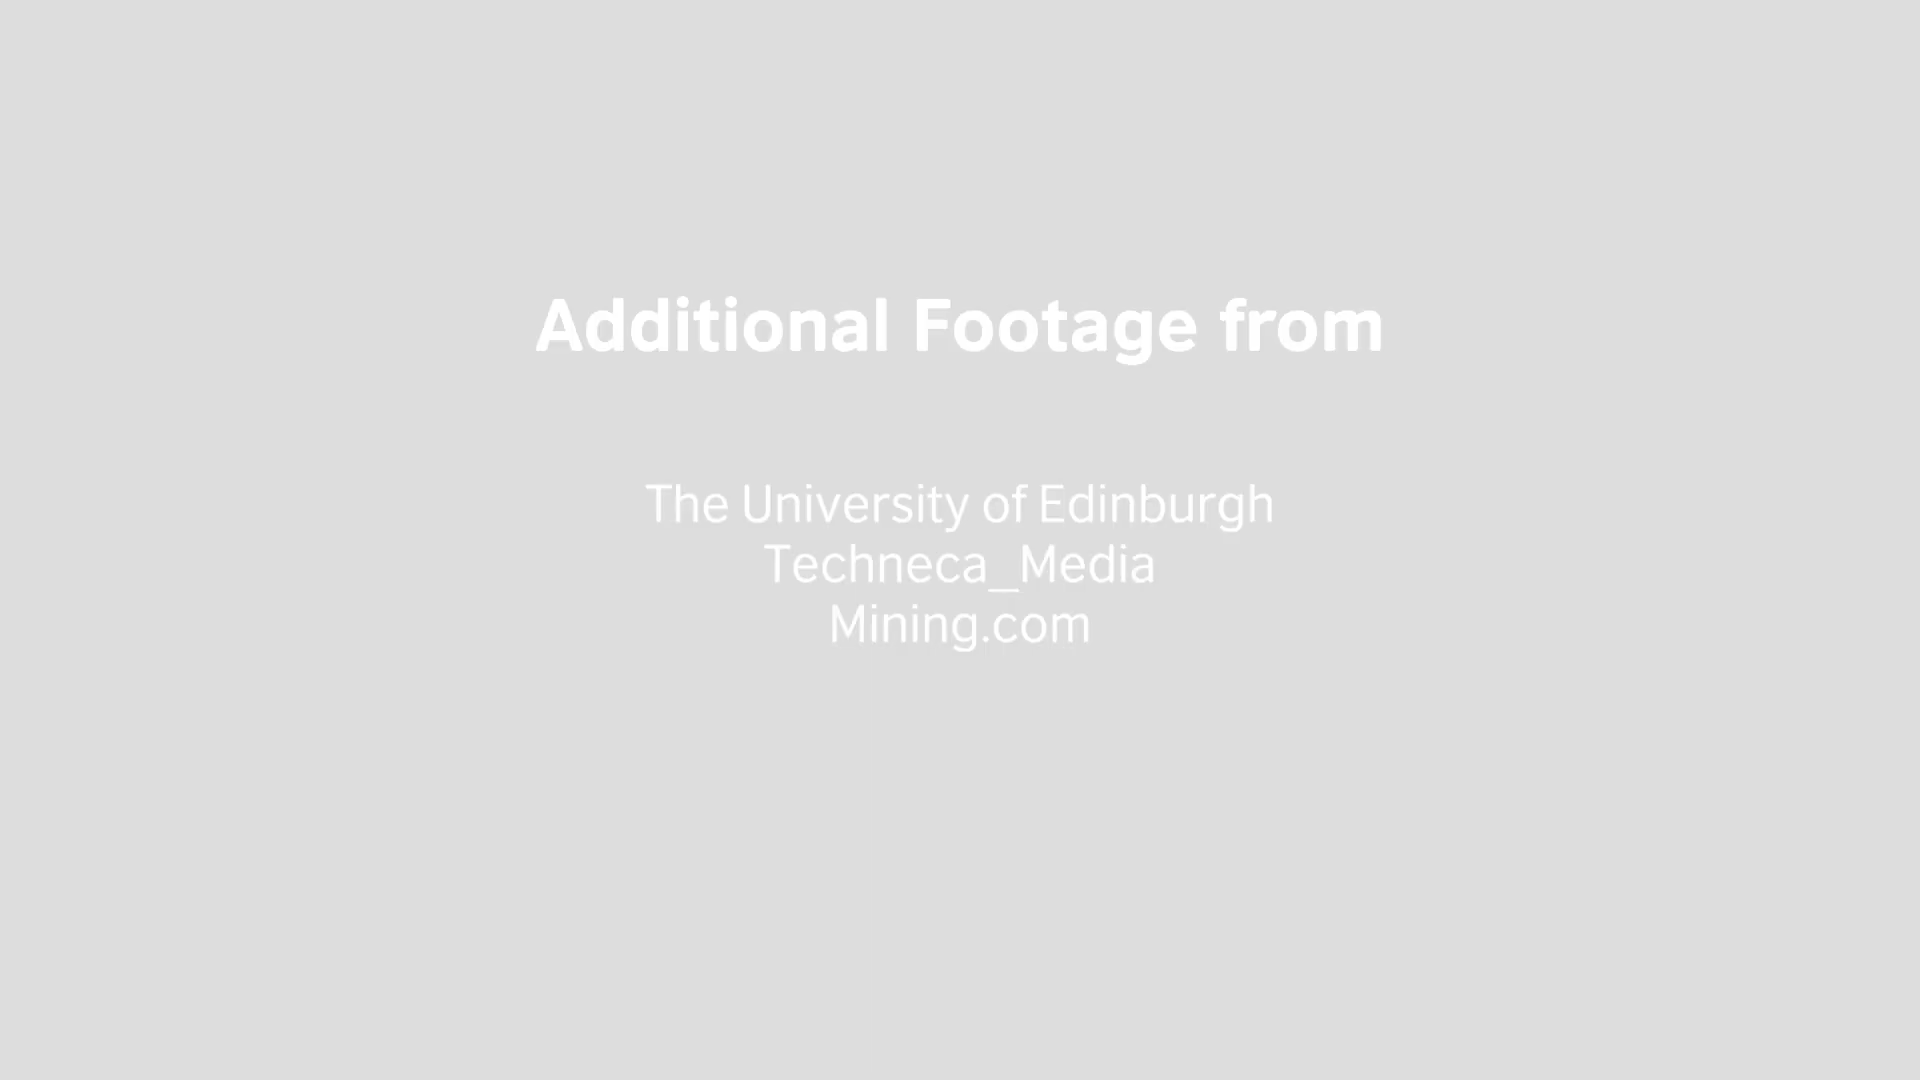 Additional Footage from
The University of Edinburgh
Techneca_Media
Mining.com